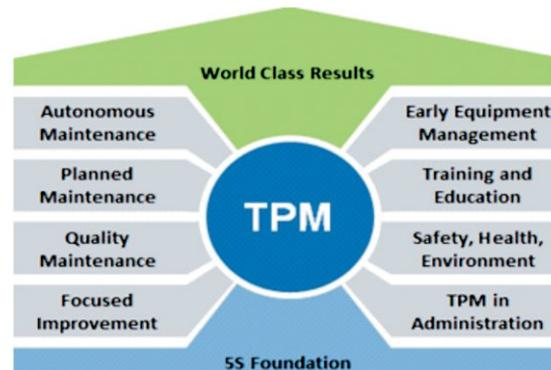 World Class Results
Autonomous
Maintenance
Planned
Maintenance
Quality
Maintenance
Focused
Improvement
TPM
Early Equipment
Management
Training and
Education
Safety, Health,
Environment
TPM in
Administration
5S Foundation